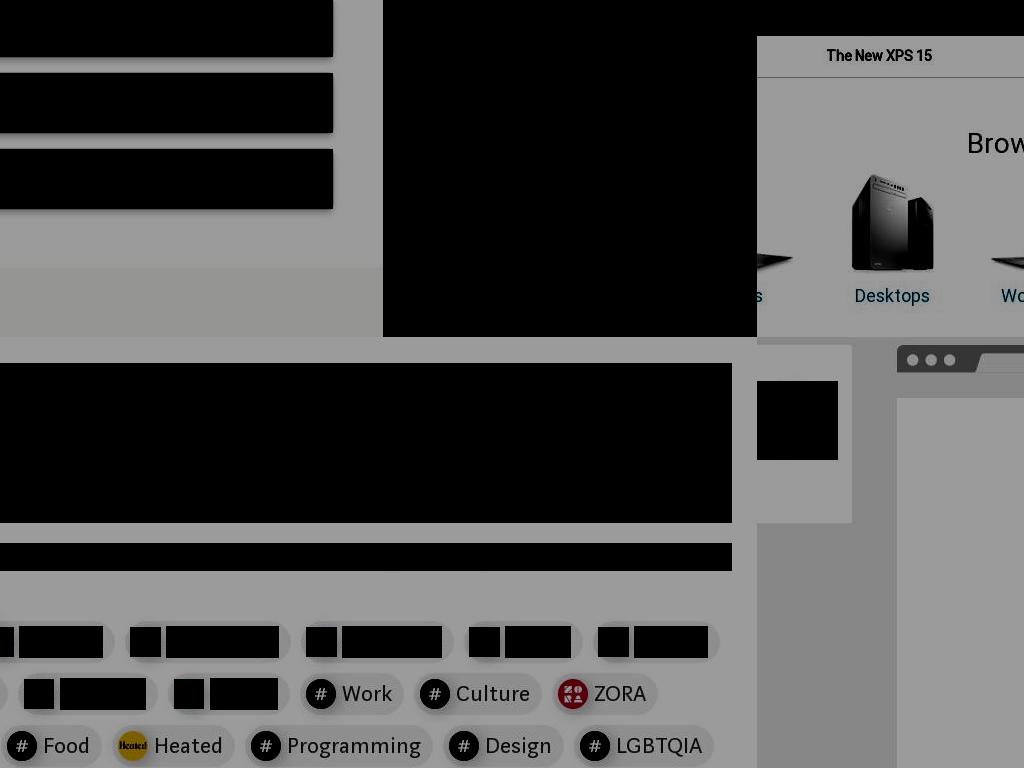 The New XPS 15
Brow
Desktops
s
Wo
# Work
# Culture
ZORA
# Food
Heated
Heated
# Programming
# Design
# LGBTQIA